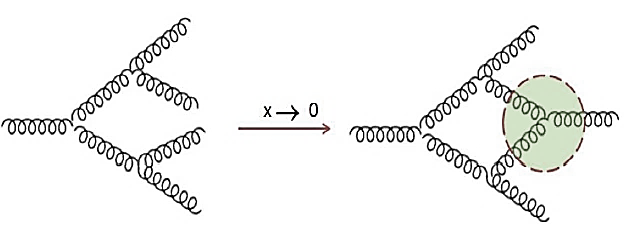 x → 0